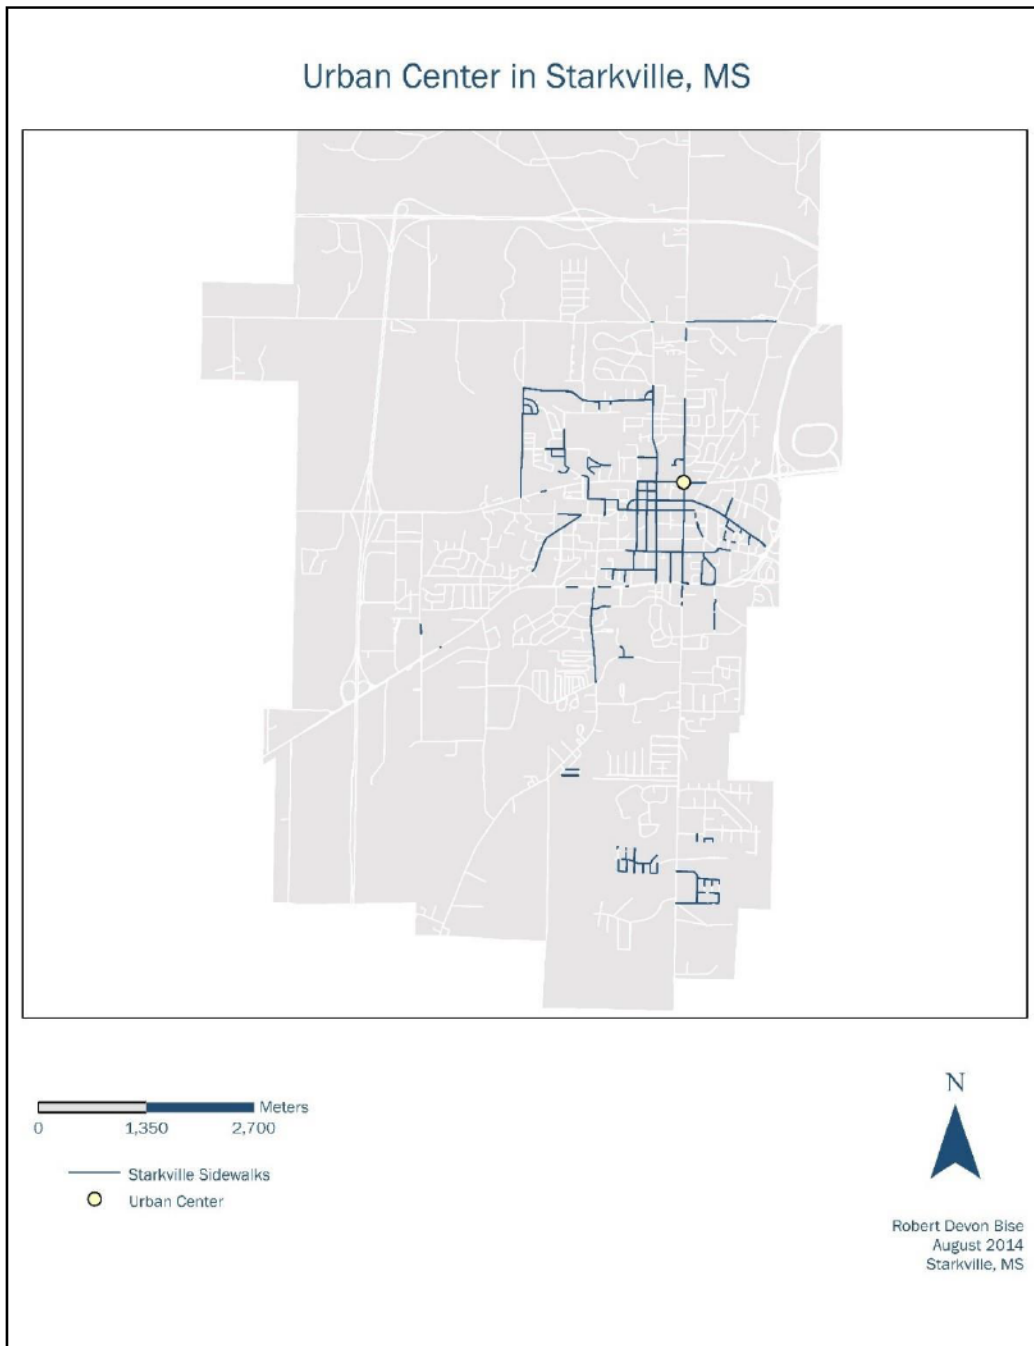 Urban Center in Starkville, MS
Meters
0 1,350 2,700
Starkville Sidewalks
Urban Center
N
Robert Devon Bise
August 2014
Starkville, MS